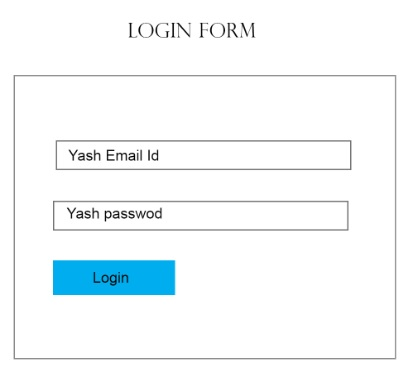 LOGIN FORM
Yash Email Id
Yash passwod
Login